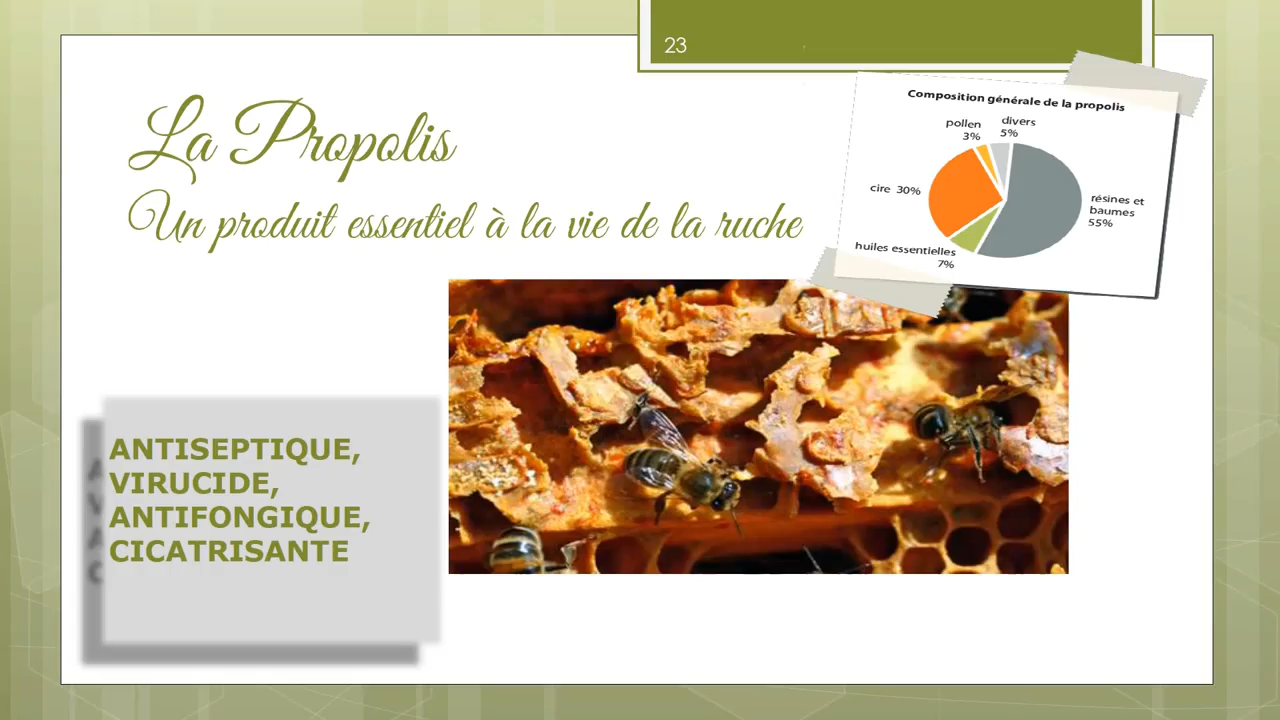 23
La Propolis
Un produit essentiel à la vie de la ruche
Composition générale de la propolis
pollen
3%
divers
5%
cire 30%
résines et
baumes
55%
huiles essentielles
7%
ANTISEPTIQUE,
VIRUCIDE,
ANTIFONGIQUE,
CICATRISANTE